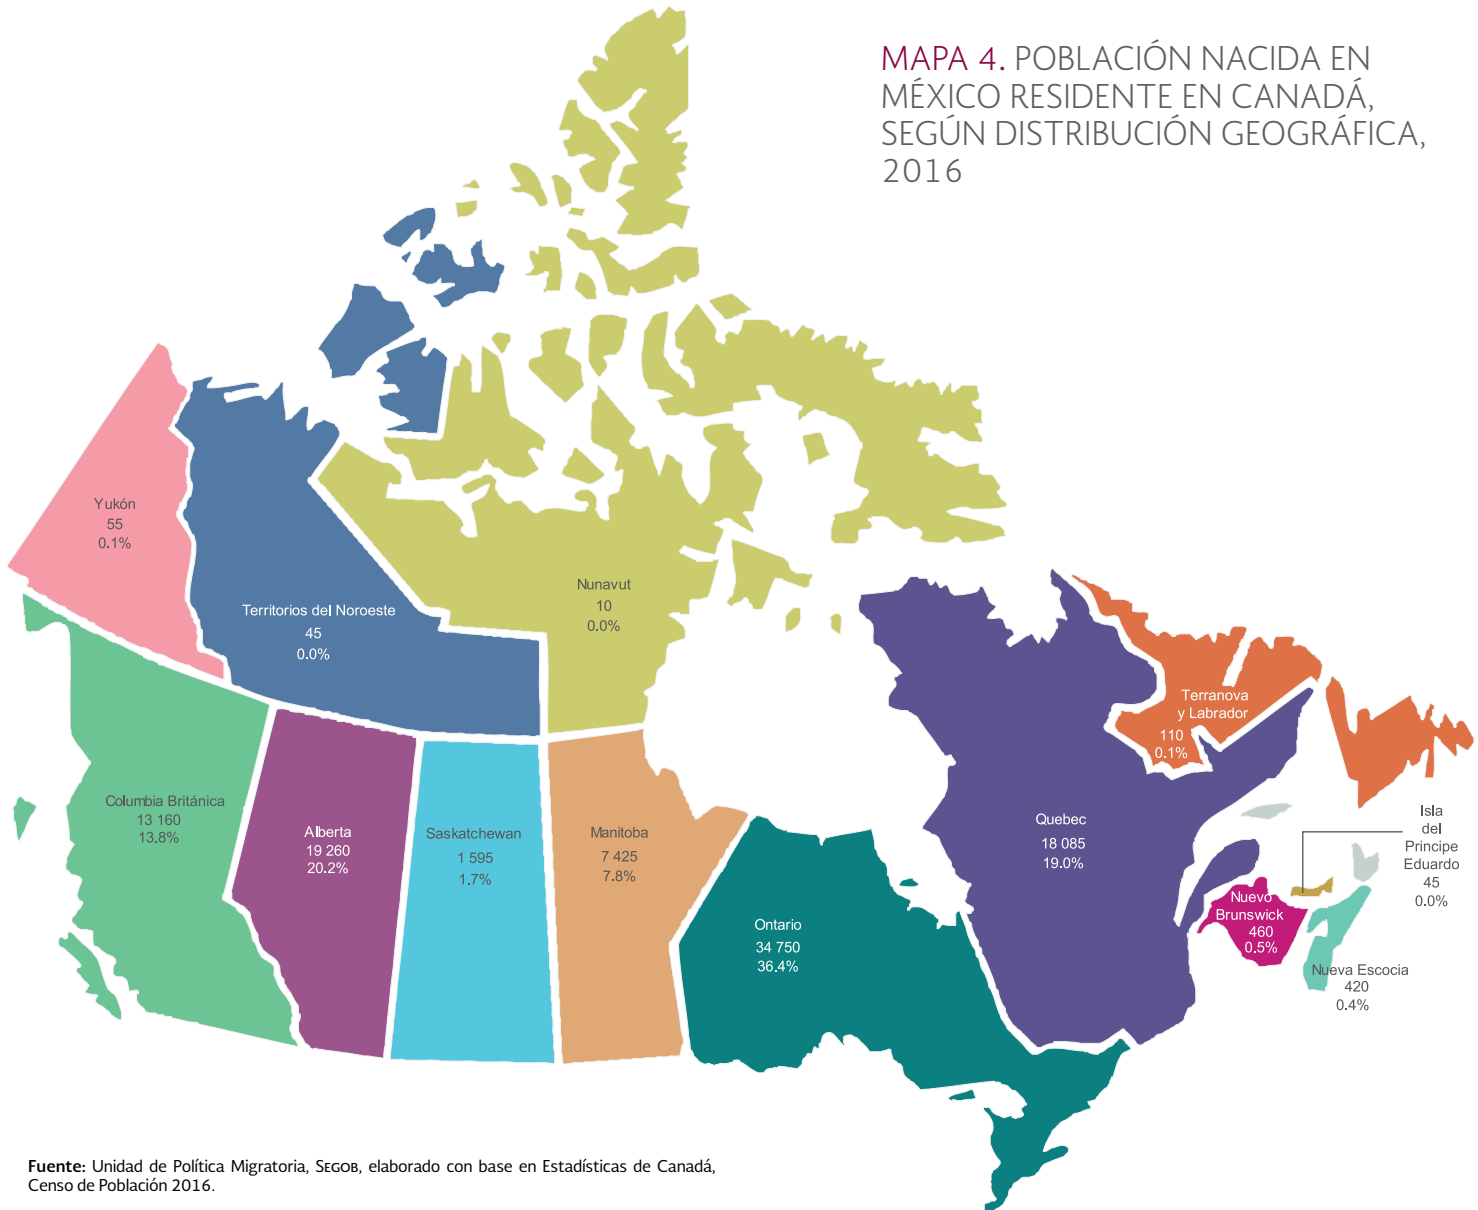 MAPA 4. POBLACIÓN NACIDA EN
MÉXICO RESIDENTE EN CANADÁ,
SEGÚN DISTRIBUCIÓN GEOGRÁFICA,
2016
Yukón
55
0.1%
Territorios del Noroeste
45
0.0%
Nunavut
10
0.0%
Terranova
y Labrador
110
0.1%
Columbia Británica
13 160
13.8%
Alberta
19 260
20.2%
Saskatchewan
1 595
1.7%
Manitoba
7 425
7.8%
Ontario
34 750
36.4%
Quebec
18 085
19.0%
Isla
del
Principe
Eduardo
45
0.0%
Nuevo
Brunswick
460
0.5%
Nueva Escocia
420
0.4%
Fuente: Unidad de Política Migratoria, SEGOB, elaborado con base en Estadísticas de Canadá,
Censo de Población 2016.